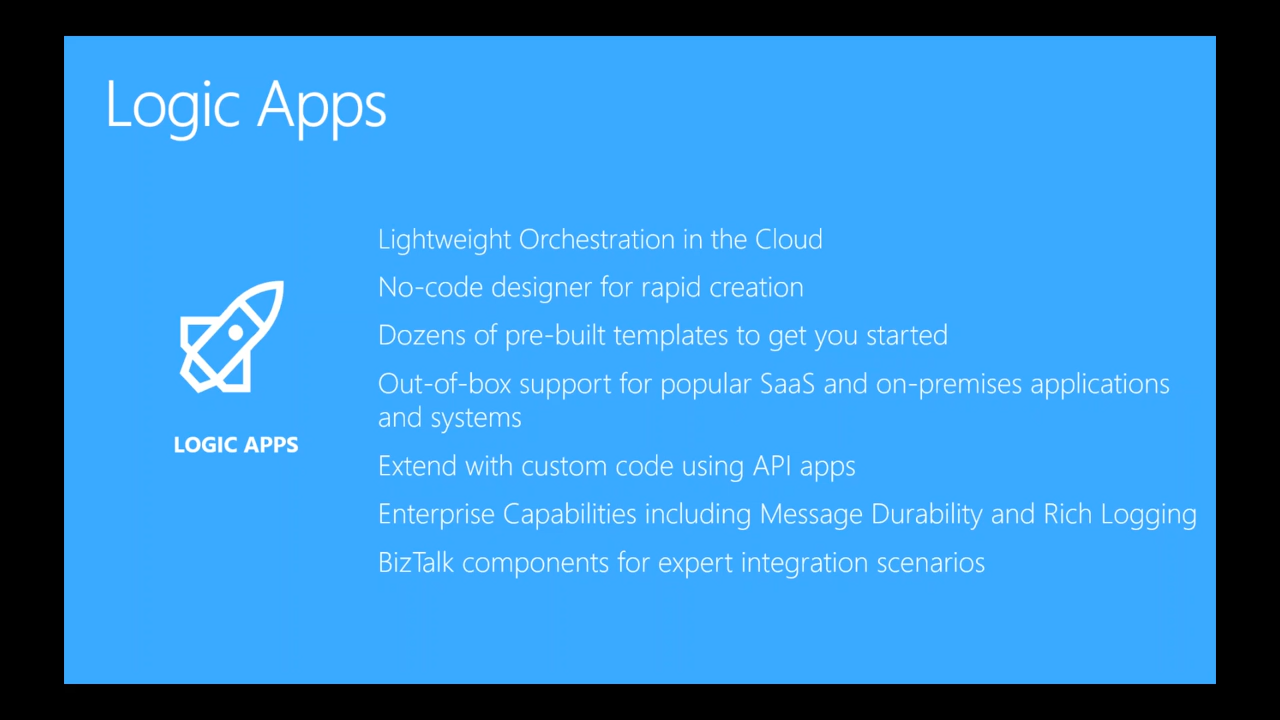 Logic Apps
Lightweight Orchestration in the Cloud
No-code designer for rapid creation
Dozens of pre-built templates to get you started
Out-of-box support for popular SaaS and on-premises applications
and systems
LOGIC APPS
Extend with custom code using API apps
Enterprise Capabilities including Message Durability and Rich Logging
BizTalk components for expert integration scenarios